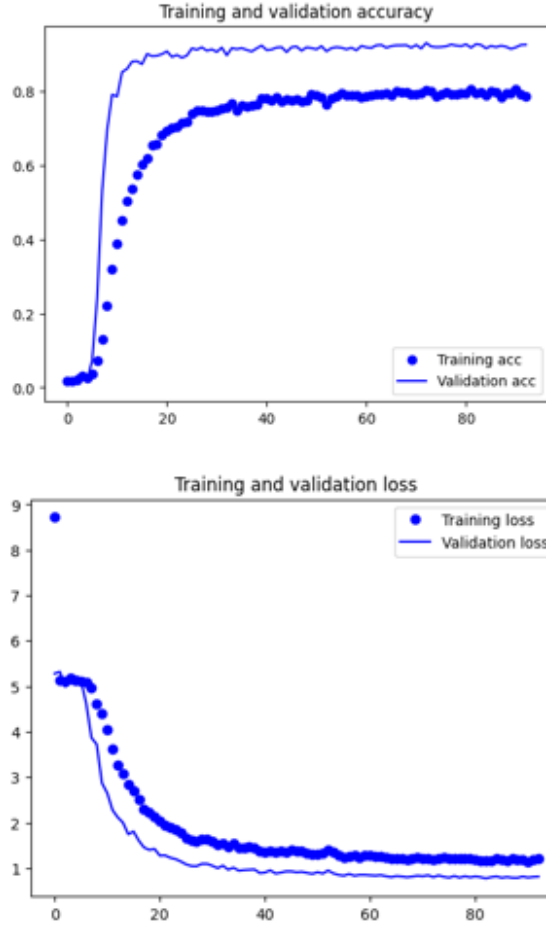 Training and validation accuracy
0.8
0.6
0.4
0.2
0.0
Training acc
Validation acc
0 20 40 60 80
Training and validation loss
9
8
7
6
5
4
3
2
1
Training loss
Validation loss
0 20 40 60 80